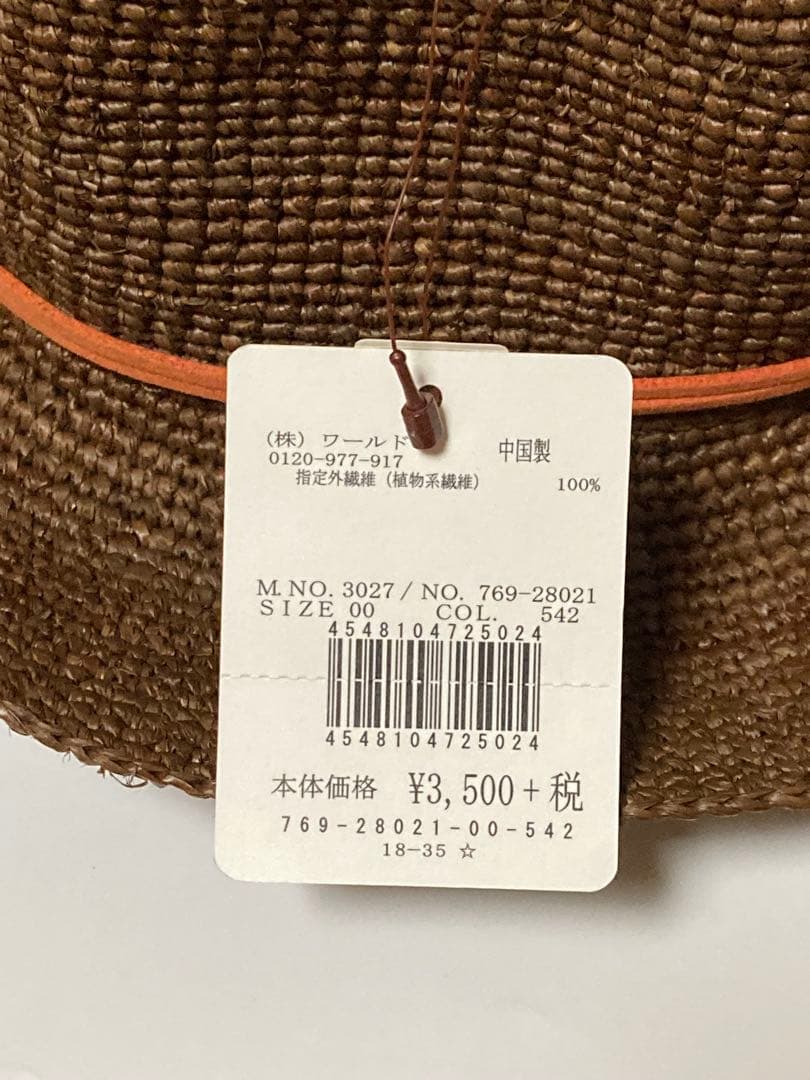 （株）ワールド 中国製
0120-977-917
指定外繊維（植物系繊維） 100%
M.NO. 3027 / NO. 769-28021
SIZE 00 COL. 542
4548104725024
4548104725024
本体価格 ¥3,500+税
769-28021-00-542
18-35 ☆